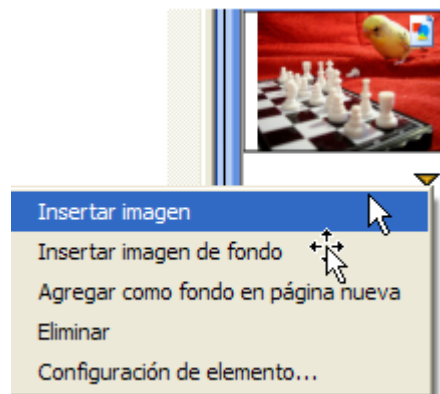 Insertar imagen
Insertar imagen de fondo
Agregar como fondo en página nueva
Eliminar
Configuración de elemento...